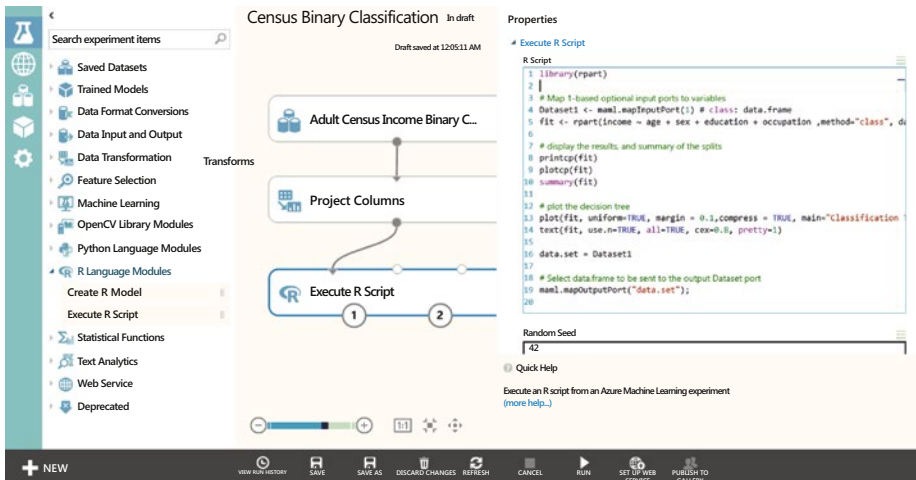 Census Binary Classification In draft
Draft saved at 12:05:11 AM
Search experiment items
Saved Datasets
Trained Models
Data Format Conversions
Data Input and Output
Data Transformation
Transforms
Feature Selection
Machine Learning
OpenCV Library Modules
Python Language Modules
R Language Modules
Create R Model
Execute R Script
Statistical Functions
Text Analytics
Web Service
Deprecated
Adult Census Income Binary C...
Project Columns
Execute R Script
1 2
1:1
Properties
Execute R Script
R Script
1 library(rpart)
2
3 # Map 1-based optional input ports to variables
4 Dataset1 <- maml.mapInputPort(1) # class: data.frame
5 fit <- rpart(income ~ age + sex + education + occupation ,method="class", da
6
7 # display the results, and summary of the splits
8 printcp(fit)
9 plotcp(fit)
10 summary(fit)
11
12 # plot the decision tree
13 plot(fit, uniform=TRUE, margin = 0.1,compress = TRUE, main="Classification
14 text(fit, use.n=TRUE, all=TRUE, cex=0.8, pretty=1)
15
16 data.set = Dataset1
17
18 # Select data.frame to be sent to the output Dataset port
19 maml.mapOutputPort("data.set");
20
Random Seed
42
Quick Help
Execute an R script from an Azure Machine Learning experiment
(more help...)
NEW
VIEW RUN HISTORY
SAVE
SAVE AS
DISCARD CHANGES
REFRESH
CANCEL
RUN
SET UP WEB
SERVICE
PUBLISH TO
GALLERY